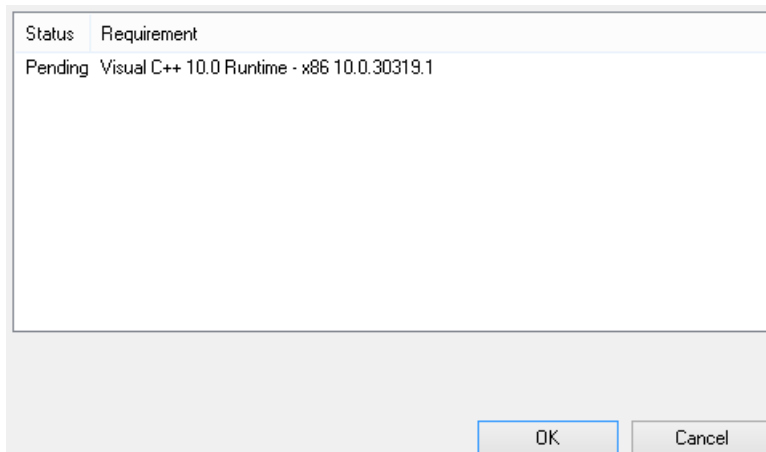 Status Requirement
Pending Visual C++ 10.0 Runtime - x86 10.0.30319.1
OK Cancel